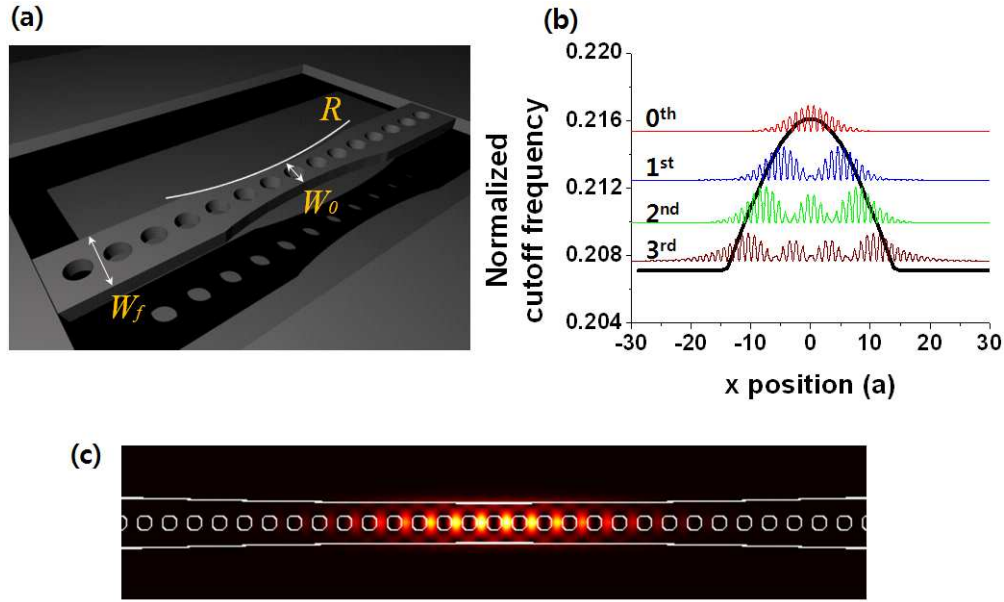 (a)
R
W0
Wf
(b)
Normalized
cutoff frequency
0.220
0.216
0.212
0.208
0.204
0th
1st
2nd
3rd
-30 -20 -10 0 10 20 30
x position (a)
(c)